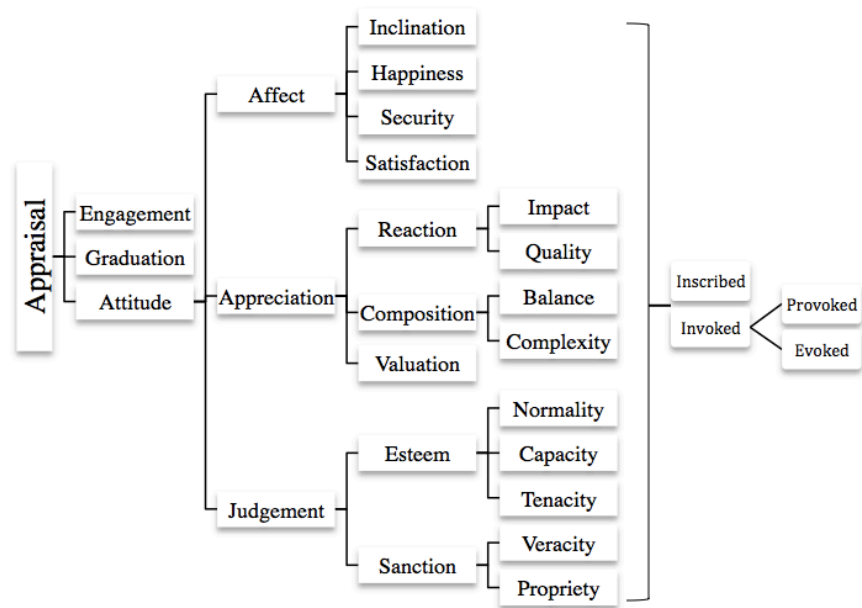 Appraisal
Engagement
Graduation
Attitude
Affect
Inclination
Happiness
Security
Satisfaction
Appreciation
Reaction
Impact
Quality
Composition
Balance
Complexity
Valuation
Judgement
Esteem
Normality
Capacity
Tenacity
Sanction
Veracity
Propriety
Inscribed
Invoked
Provoked
Evoked